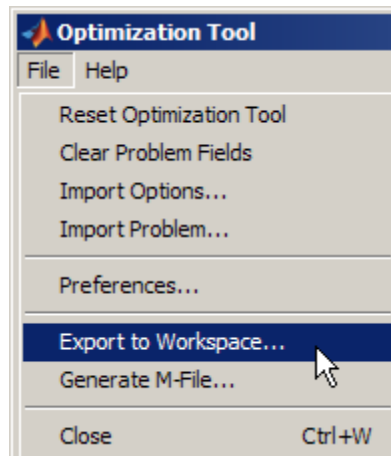 Optimization Tool
File Help
Reset Optimization Tool
Clear Problem Fields
Import Options...
Import Problem...
Preferences...
Export to Workspace...
Generate M-File...
Close Ctrl+W